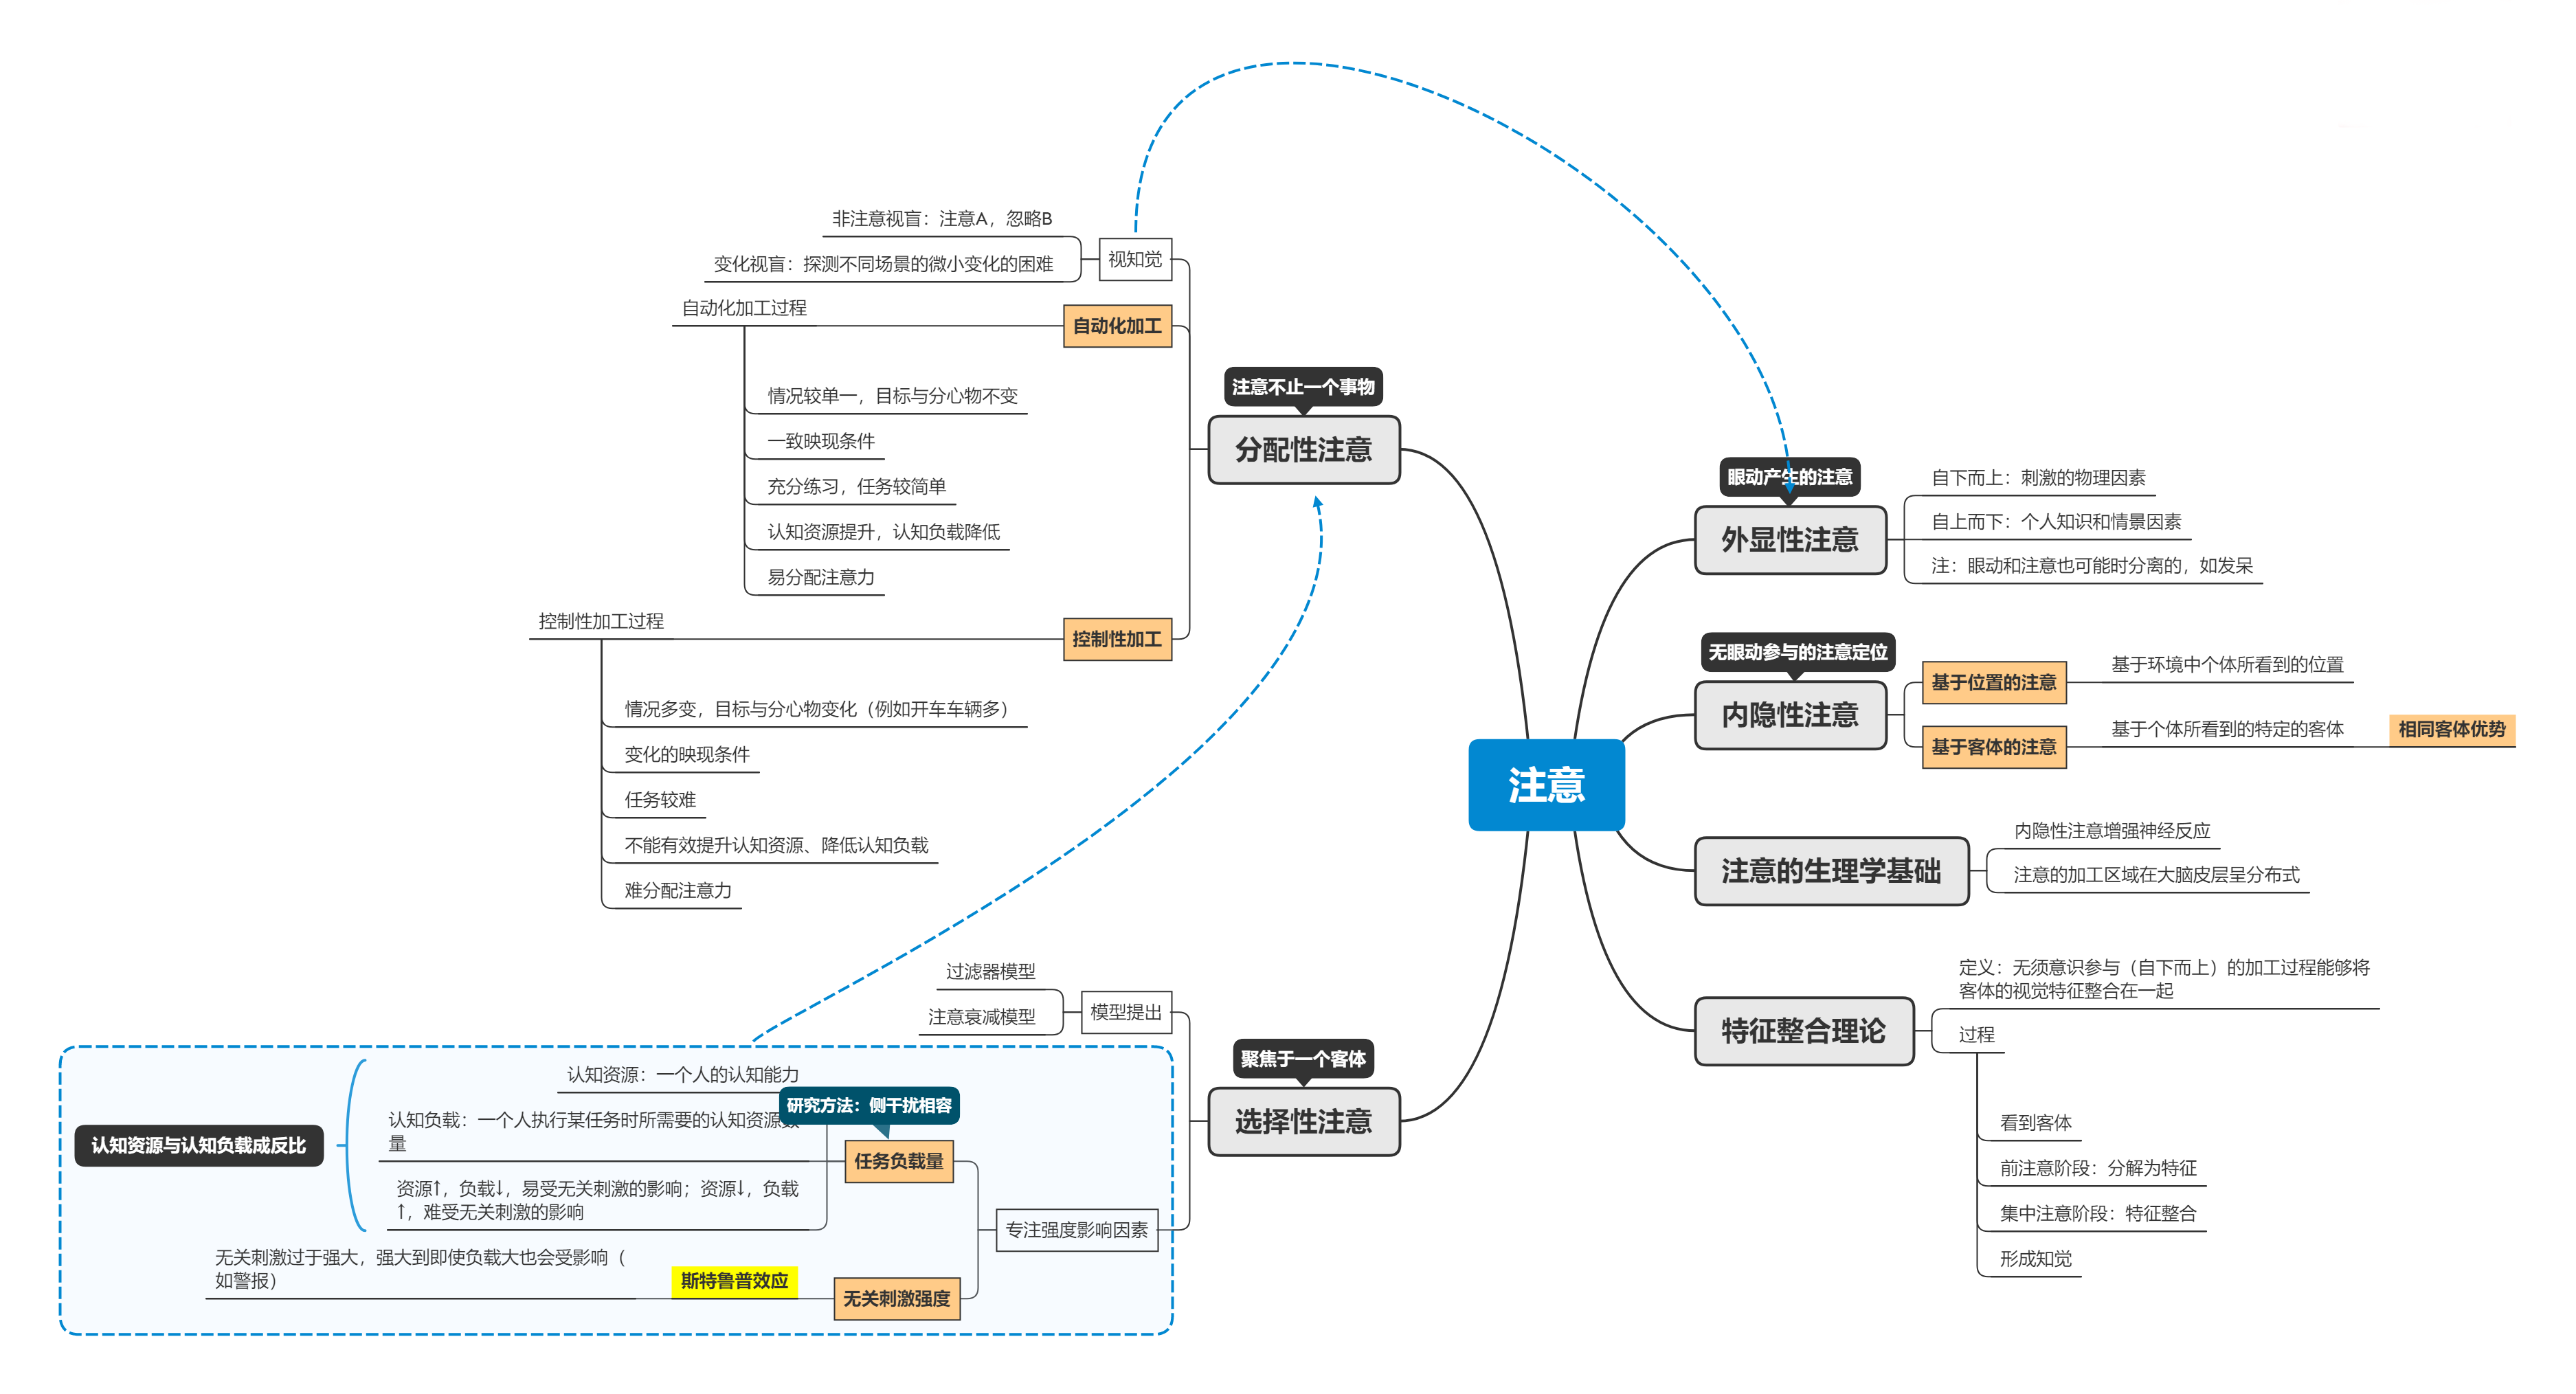 注意
分配性注意
注意不止一个事物
视知觉
非注意视盲：注意A，忽略B
变化视盲：探测不同场景的微小变化的困难
自动化加工
自动化加工过程
情况较单一，目标与分心物不变
一致映现条件
充分练习，任务较简单
认知资源提升，认知负载降低
易分配注意力
控制性加工
控制性加工过程
情况多变，目标与分心物变化（例如开车车辆多）
变化的映现条件
任务较难
不能有效提升认知资源、降低认知负载
难分配注意力
选择性注意
聚焦于一个客体
模型提出
过滤器模型
注意衰减模型
专注强度影响因素
任务负载量
研究方法：侧干扰相容
认知资源：一个人的认知能力
认知负载：一个人执行某任务时所需要的认知资源
量
资源↑，负载↓，易受无关刺激的影响；资源↓，负载
↑，难受无关刺激的影响
认知资源与认知负载成反比
无关刺激强度
斯特鲁普效应
无关刺激过于强大，强大到即使负载大也会受影响（
如警报）
外显性注意
眼动产生的注意
自下而上：刺激的物理因素
自上而下：个人知识和情景因素
注：眼动和注意也可能时分离的，如发呆
内隐性注意
无眼动参与的注意定位
基于位置的注意
基于环境中个体所看到的位置
基于客体的注意
基于个体所看到的特定的客体
相同客体优势
注意的生理学基础
内隐性注意增强神经反应
注意的加工区域在大脑皮层呈分布式
特征整合理论
定义：无须意识参与（自下而上）的加工过程能够将
客体的视觉特征整合在一起
过程
看到客体
前注意阶段：分解为特征
集中注意阶段：特征整合
形成知觉